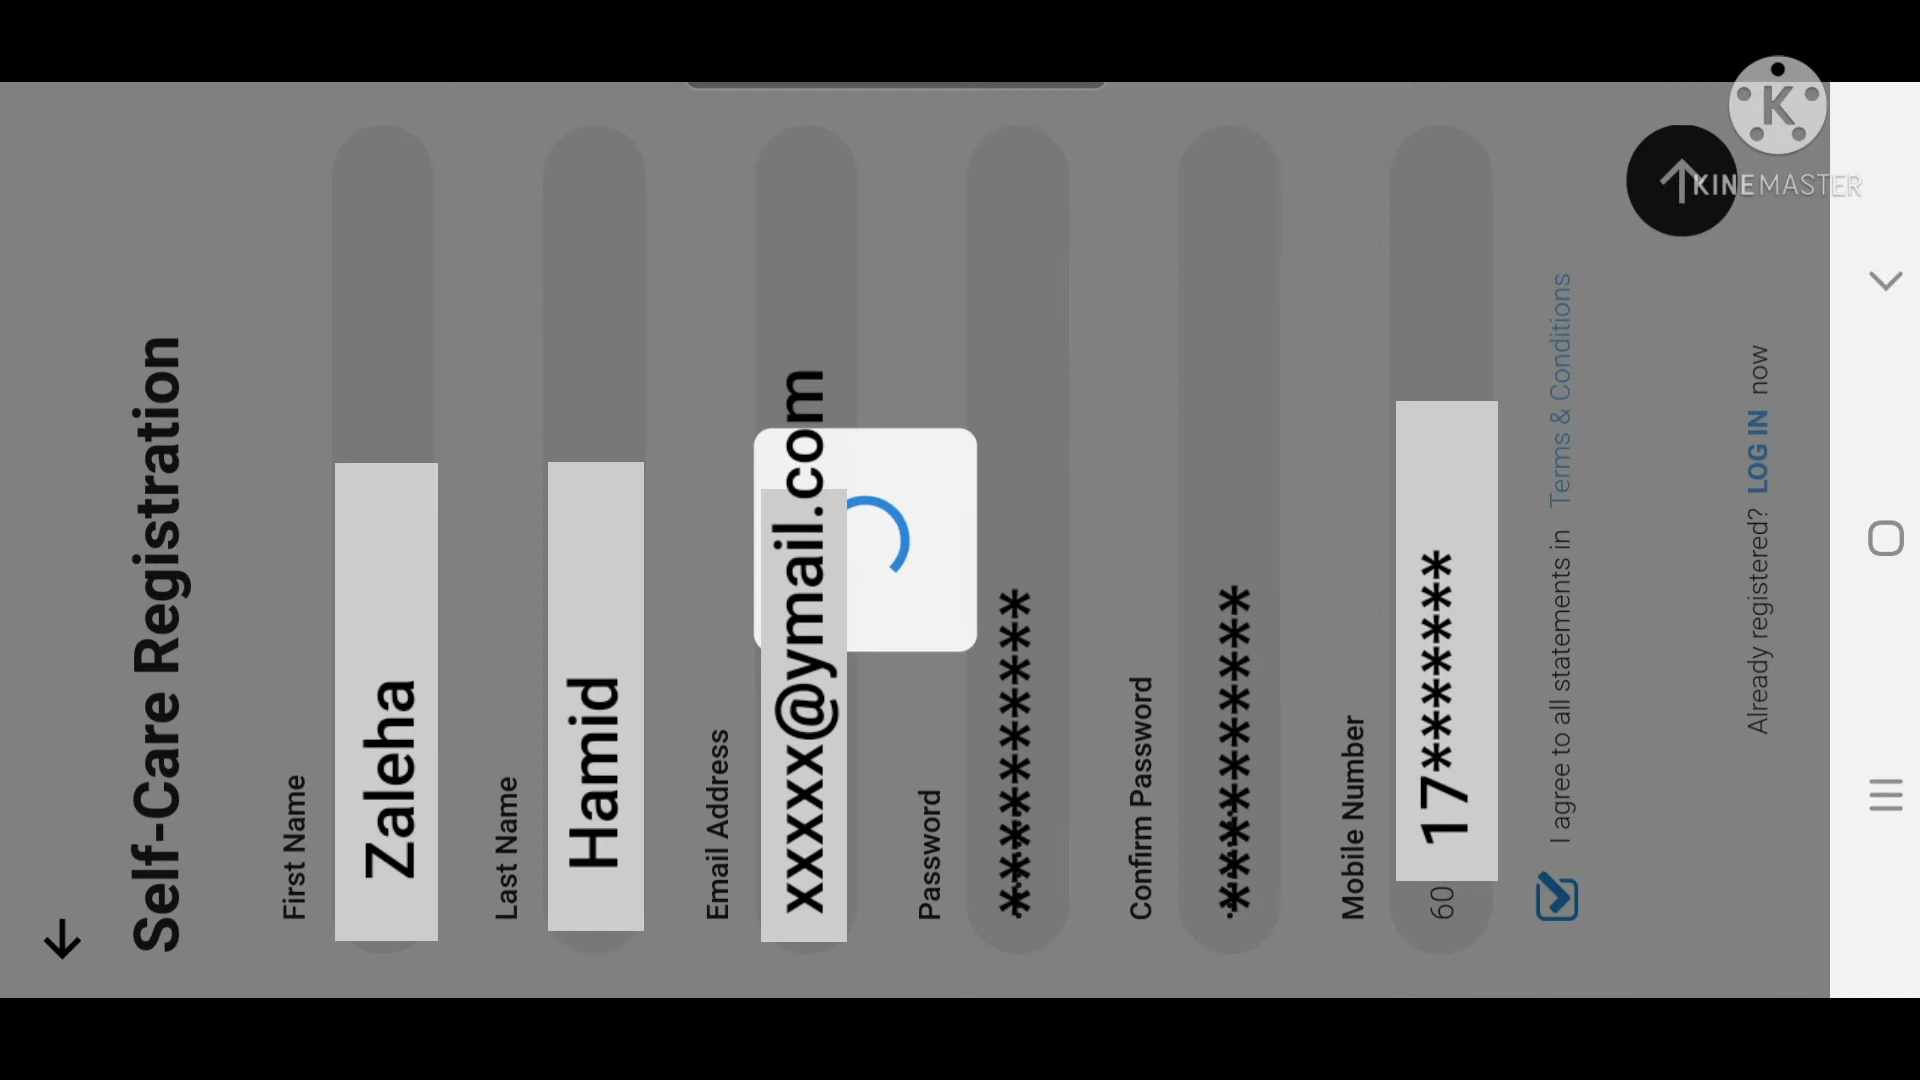 Self-Care Registration
First Name
Zaleha
Last Name
Hamid
Email Address
xxxxx@ymail.com
Password
**********
Confirm Password
**********
Mobile Number
60 17*******
I agree to all statements in Terms & Conditions
Already registered? LOG IN now
K
KINEMASTER